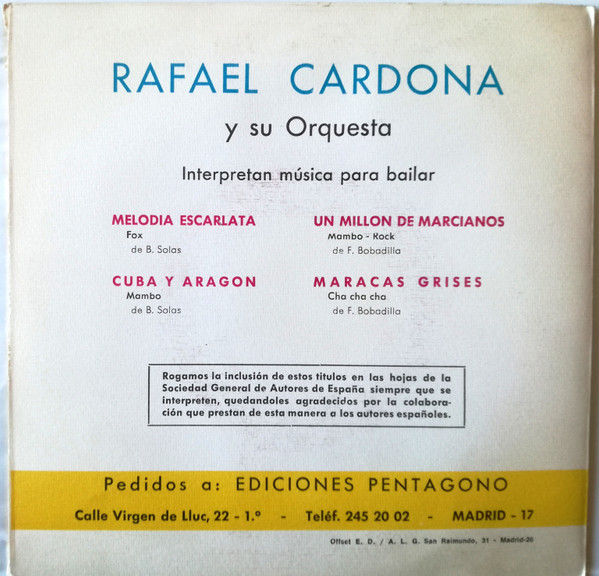 RAFAEL CARDONA
y su Orquesta
Interpretan música para bailar
MELODIA ESCARLATA
Fox
de B. Solas
UN MILLON DE MARCIANOS
Mambo - Rock
de F. Bobadilla
CUBA Y ARAGON
Mambo
de B. Solas
MARACAS GRISES
Cha cha cha
de F. Bobadilla
Rogamos la inclusión de estos titulos en las hojas de la
Sociedad General de Autores de España siempre que se
interpreten, quedandoles agradecidos por la colabora-
ción que prestan de esta manera a los autores españoles.
Pedidos a: EDICIONES PENTAGONO
Calle Virgen de Lluc, 22 - 1.º - Teléf. 245 20 02 - MADRID - 17
Offset E. D. / A. L. G. San Raimundo, 31 - Madrid-20